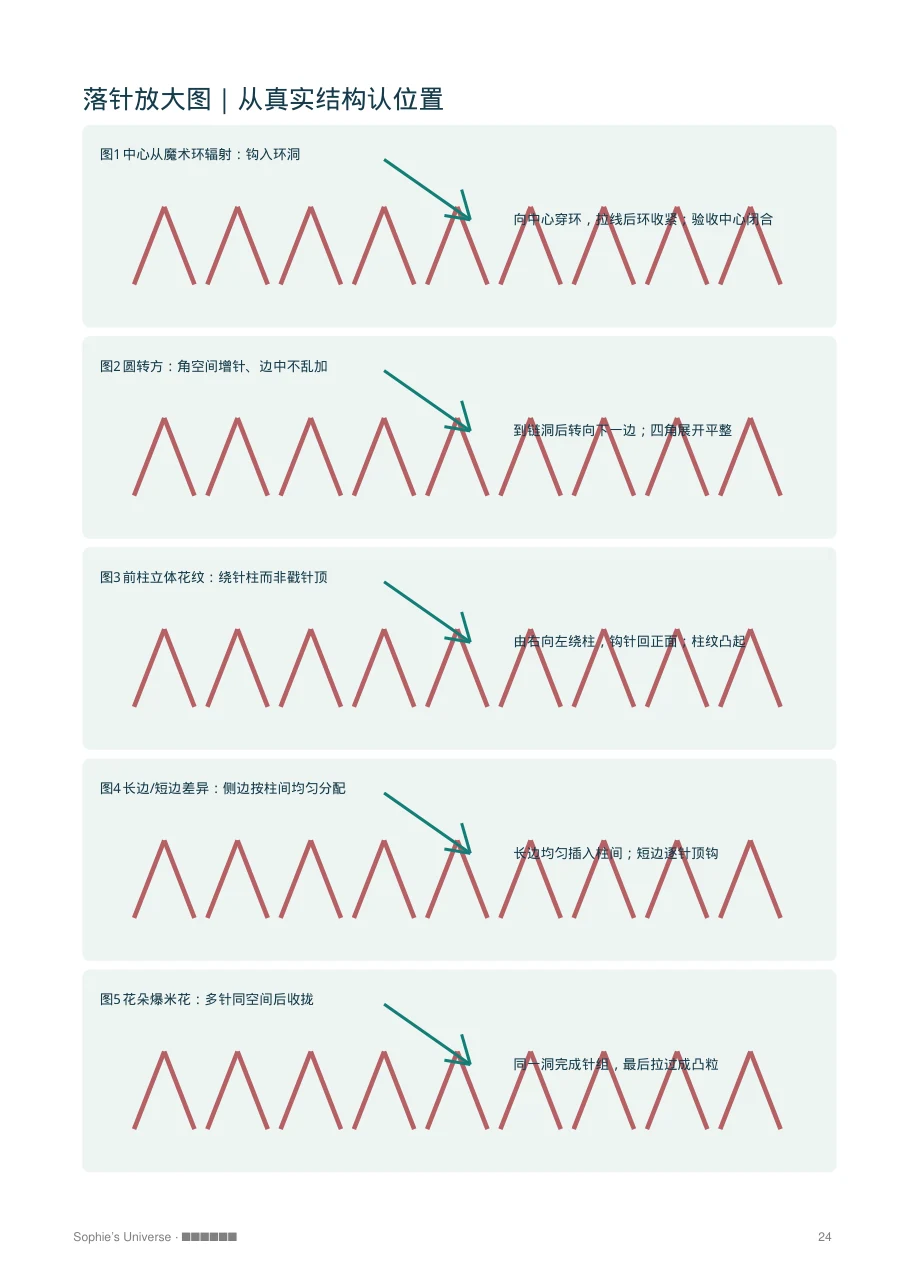 落针放大图｜从真实结构认位置
图1 中心从魔术环辐射：钩入环洞
向中心穿环，拉线后环收紧；验收中心闭合
图2 圆转方：角空间增针、边中不乱加
到链洞后转向下一边；四角展开平整
图3 前柱立体花纹：绕针柱而非戳针顶
由右向左绕柱，钩针回正面；柱纹凸起
图4 长边/短边差异：侧边按柱间均匀分配
长边均匀插入柱间；短边逐针顶钩
图5 花朵爆米花：多针同空间后收拢
同一洞完成针组，最后拉过成凸粒
Sophie’s Universe · ■■■■■■
24